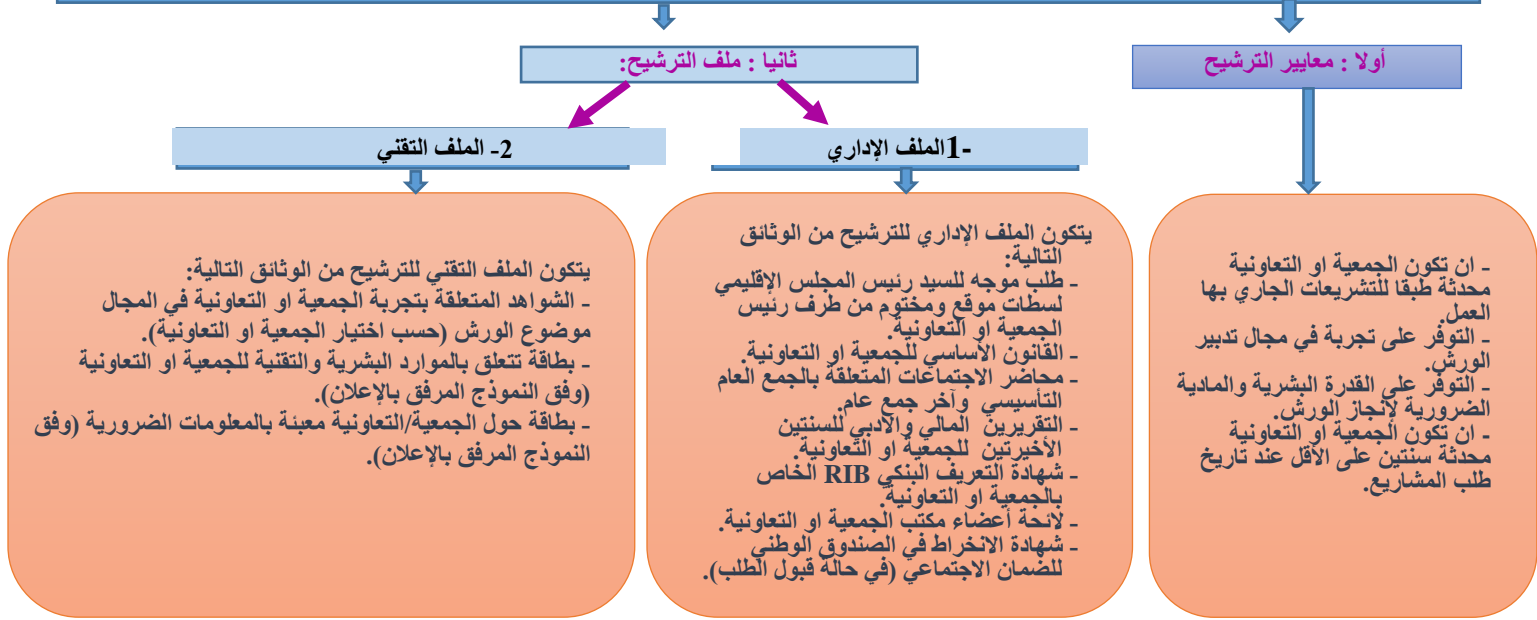 أولا : معايير الترشيح
- ان تكون الجمعية او التعاونية
محدثة طبقا للتشريعات الجاري بها
العمل.
- التوفر على تجربة في مجال تدبير
الورش.
- التوفر على القدرة البشرية والمادية
الضرورية لإنجاز الورش.
- ان تكون الجمعية او التعاونية
محدثة سنتين على الأقل عند تاريخ
طلب المشاريع.
ثانيا : ملف الترشيح:
-1الملف الإداري
يتكون الملف الإداري للترشيح من الوثائق
التالية:
- طلب موجه للسيد رئيس المجلس الإقليمي
لسطات موقع ومختوم من طرف رئيس
الجمعية او التعاونية.
- القانون الأساسي للجمعية او التعاونية.
- محاضر الاجتماعات المتعلقة بالجمع العام
التأسيسي وآخر جمع عام.
- التقريرين المالي والادبي للسنتين
الأخيرتين للجمعية او التعاونية.
- شهادة التعريف البنكي RIB الخاص
بالجمعية او التعاونية.
- لائحة أعضاء مكتب الجمعية او التعاونية.
- شهادة الانخراط في الصندوق الوطني
للضمان الاجتماعي (في حالة قبول الطلب).
2- الملف التقني
يتكون الملف التقني للترشيح من الوثائق التالية:
- الشواهد المتعلقة بتجربة الجمعية او التعاونية في المجال
موضوع الورش (حسب اختيار الجمعية او التعاونية).
- بطاقة تتعلق بالموارد البشرية والتقنية للجمعية او التعاونية
(وفق النموذج المرفق بالإعلان).
- بطاقة حول الجمعية/التعاونية معبئة بالمعلومات الضرورية (وفق
النموذج المرفق بالإعلان).